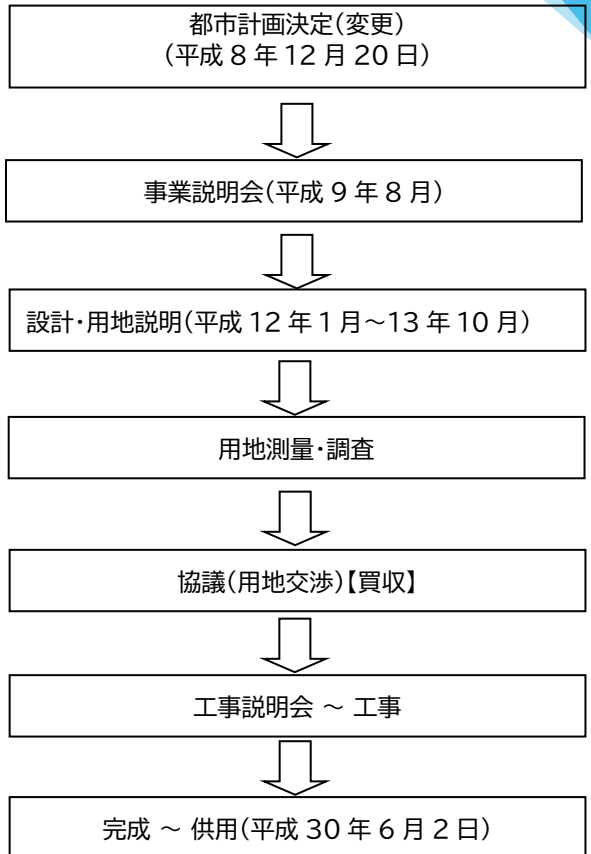 都市計画決定(変更)
(平成8年12月20日)
事業説明会(平成9年8月)
設計・用地説明(平成12年1月~13年10月)
用地測量・調査
協議(用地交渉)【買収】
工事説明会 ~ 工事
完成 ~ 供用(平成30年6月2日)